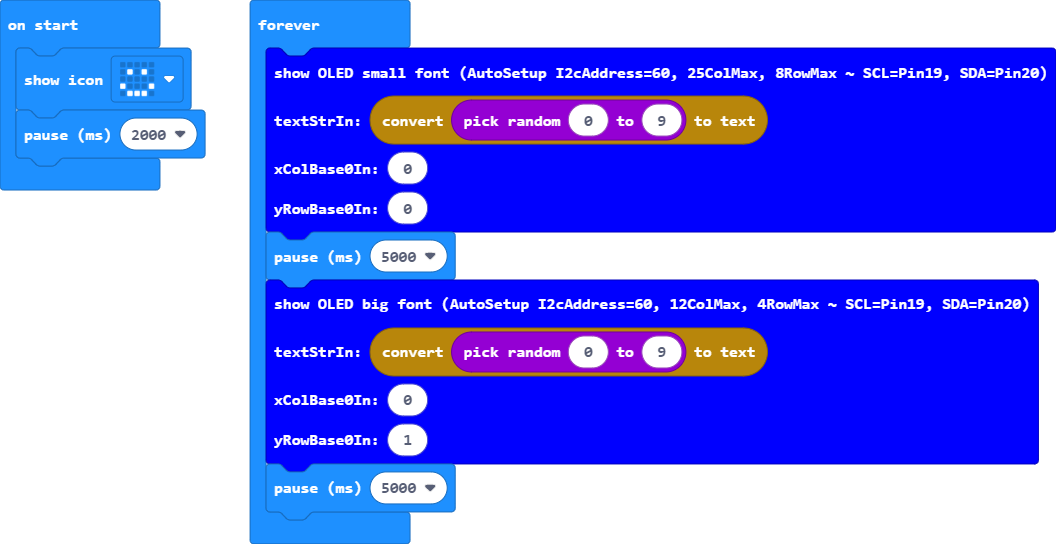 on start
show icon
pause (ms) 2000
forever
show OLED small font (AutoSetup I2cAddress=60, 25ColMax, 8RowMax ~ SCL=Pin19, SDA=Pin20)
textStrIn: convert pick random 0 to 9 to text
xColBase0In: 0
yRowBase0In: 0
pause (ms) 5000
show OLED big font (AutoSetup I2cAddress=60, 12ColMax, 4RowMax ~ SCL=Pin19, SDA=Pin20)
textStrIn: convert pick random 0 to 9 to text
xColBase0In: 0
yRowBase0In: 1
pause (ms) 5000